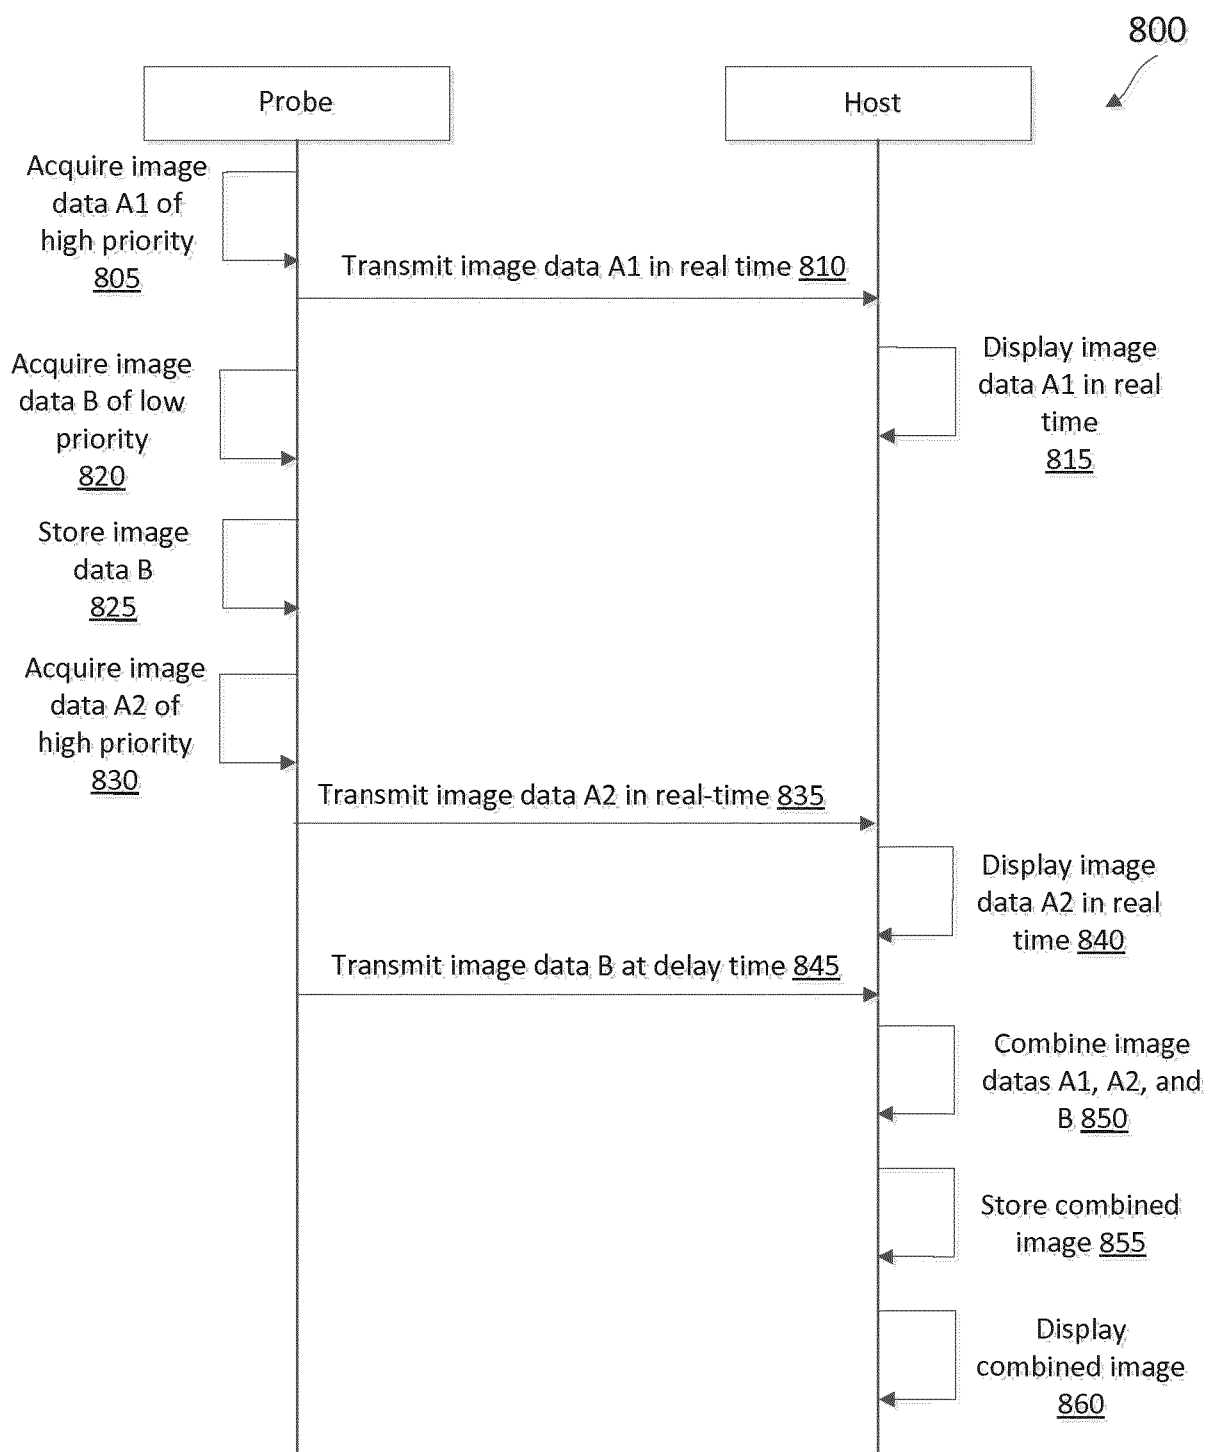 800
Probe
Host
Acquire image
data A1 of
high priority
805
Transmit image data A1 in real time 810
Display image
data A1 in real
time
815
Acquire image
data B of low
priority
820
Store image
data B
825
Acquire image
data A2 of
high priority
830
Transmit image data A2 in real-time 835
Display image
data A2 in real
time 840
Transmit image data B at delay time 845
Combine image
datas A1, A2, and
B 850
Store combined
image 855
Display
combined image
860